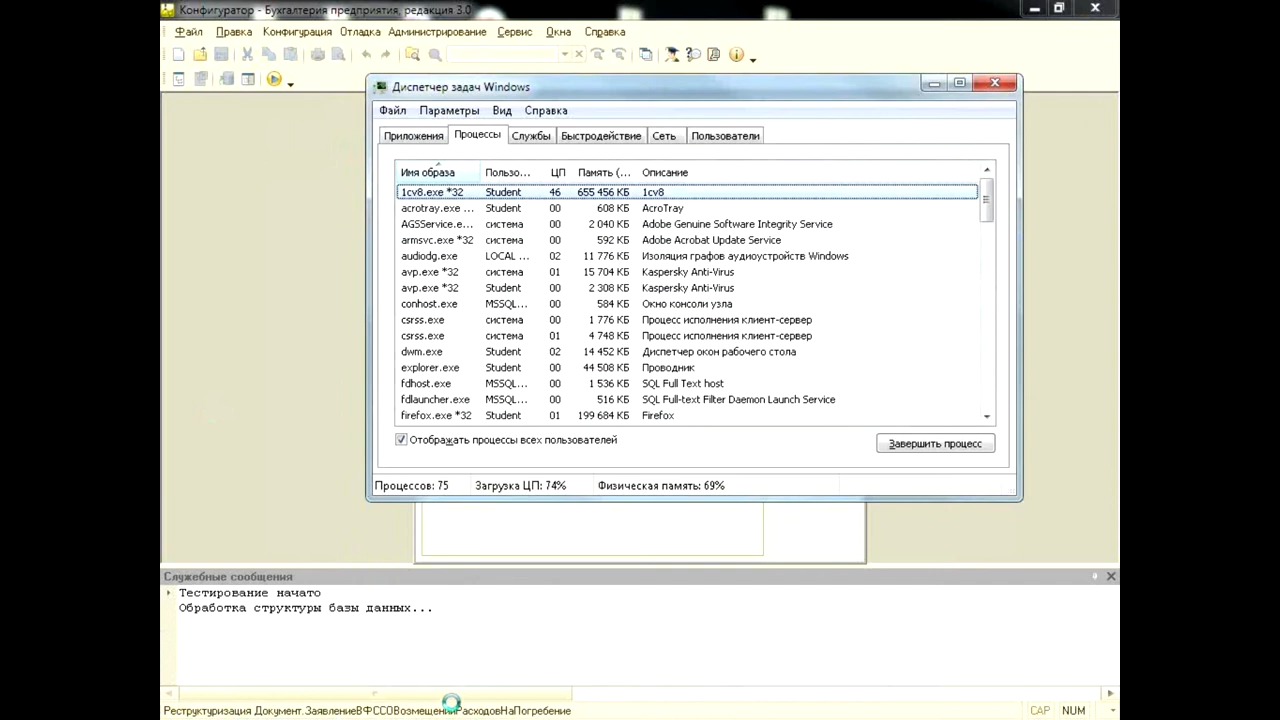 Конфигуратор - Бухгалтерия предприятия, редакция 3.0
Файл Правка Конфигурация Отладка Администрирование Сервис Окна Справка
Диспетчер задач Windows
Файл Параметры Вид Справка
Приложения Процессы Службы Быстродействие Сеть Пользователи
Имя образа Пользо... ЦП Память (... Описание
1cv8.exe *32 Student 46 655 456 КБ 1cv8
acrotray.exe ... Student 00 608 КБ AcroTray
AGSService.e... система 00 2 040 КБ Adobe Genuine Software Integrity Service
armsvc.exe *32 система 00 592 КБ Adobe Acrobat Update Service
audiodg.exe LOCAL ... 02 11 776 КБ Изоляция графов аудиоустройств Windows
avp.exe *32 система 01 15 704 КБ Kaspersky Anti-Virus
avp.exe *32 Student 00 2 308 КБ Kaspersky Anti-Virus
conhost.exe MSSQL... 00 584 КБ Окно консоли узла
csrss.exe система 00 1 776 КБ Процесс исполнения клиент-сервер
csrss.exe система 01 4 748 КБ Процесс исполнения клиент-сервер
dwm.exe Student 02 14 452 КБ Диспетчер окон рабочего стола
explorer.exe Student 00 44 508 КБ Проводник
fdhost.exe MSSQL... 00 1 536 КБ SQL Full Text host
fdlauncher.exe MSSQL... 00 516 КБ SQL Full-text Filter Daemon Launch Service
firefox.exe *32 Student 01 199 684 КБ Firefox
Отображать процессы всех пользователей Завершить процесс
Процессов: 75 Загрузка ЦП: 74% Физическая память: 69%
Служебные сообщения
Тестирование начато
Обработка структуры базы данных...
Реструктуризация Документ.ЗаявлениеВФССОВозмещенииРасходовНаПогребение CAP NUM